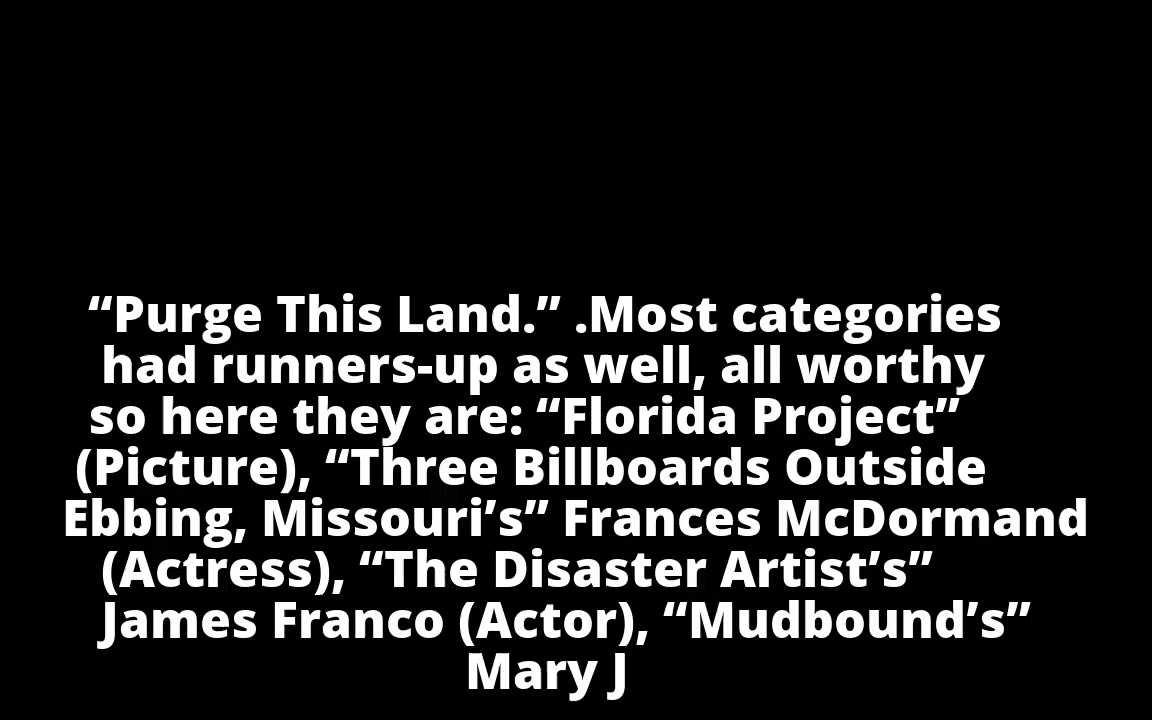 “Purge This Land.” .Most categories
had runners-up as well, all worthy
so here they are: “Florida Project”
(Picture), “Three Billboards Outside
Ebbing, Missouri’s” Frances McDormand
(Actress), “The Disaster Artist’s”
James Franco (Actor), “Mudbound’s”
Mary J